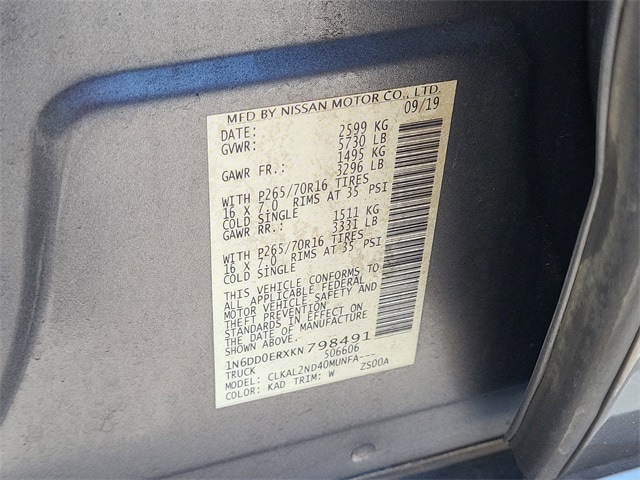 MFD BY NISSAN MOTOR CO., LTD.
DATE: 09/19
GVWR: 2599 KG
5730 LB
GAWR FR.: 1495 KG
3296 LB
WITH P265/70R16 TIRES
16 X 7.0 RIMS AT 35 PSI
COLD SINGLE
GAWR RR.: 1511 KG
3331 LB
WITH P265/70R16 TIRES
16 X 7.0 RIMS AT 35 PSI
COLD SINGLE
THIS VEHICLE CONFORMS TO
ALL APPLICABLE FEDERAL
MOTOR VEHICLE SAFETY AND
THEFT PREVENTION
STANDARDS IN EFFECT ON
THE DATE OF MANUFACTURE
SHOWN ABOVE.
1N6DD0ERXKN798491
TRUCK S06606
MODEL: CLKAL2ND40MUNFA---
COLOR: KAD TRIM: W ZS00A